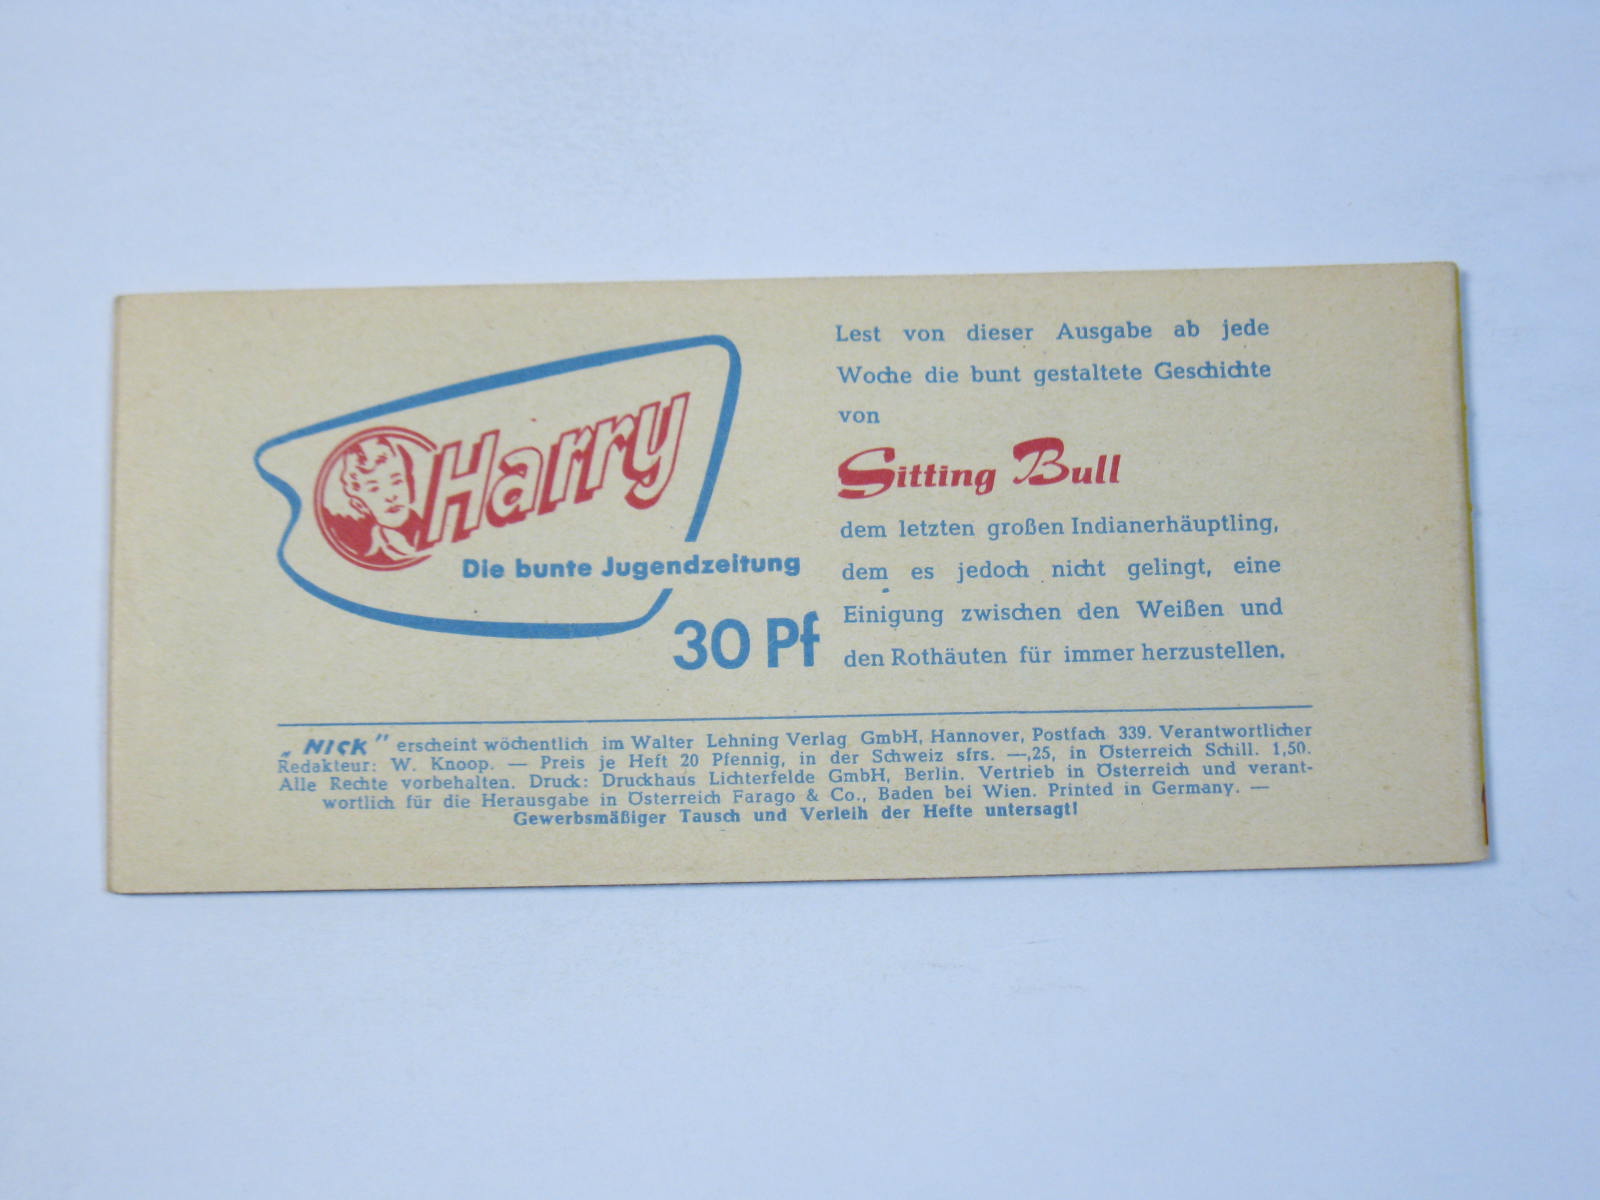 Harry
Die bunte Jugendzeitung
30 Pf
Lest von dieser Ausgabe ab jede
Woche die bunt gestaltete Geschichte
von
Sitting Bull
dem letzten großen Indianerhäuptling,
dem es jedoch nicht gelingt, eine
Einigung zwischen den Weißen und
den Rothäuten für immer herzustellen.
„NICK" erscheint wöchentlich im Walter Lehning Verlag GmbH, Hannover, Postfach 339. Verantwortlicher
Redakteur: W. Knoop. — Preis je Heft 20 Pfennig, in der Schweiz sfrs. —,25, in Österreich Schill. 1,50.
Alle Rechte vorbehalten. Druck: Druckhaus Lichterfelde GmbH, Berlin. Vertrieb in Österreich und verant-
wortlich für die Herausgabe in Österreich Farago & Co., Baden bei Wien. Printed in Germany. —
Gewerbsmäßiger Tausch und Verleih der Hefte untersagt!